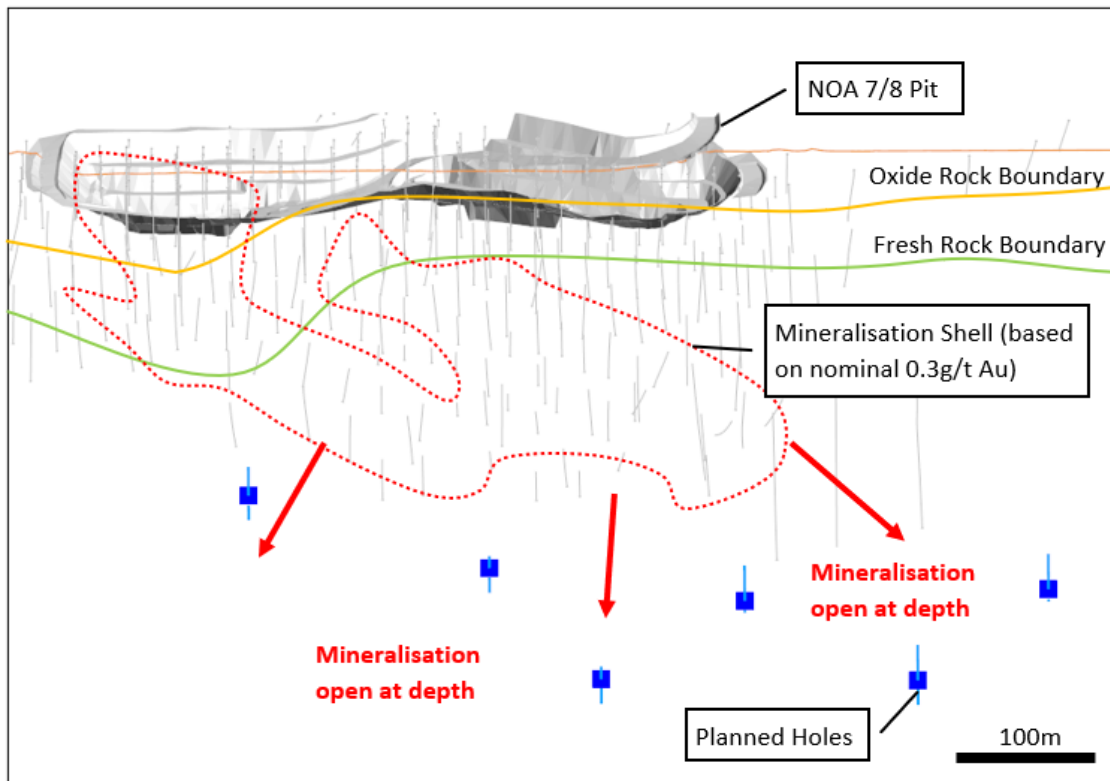 NOA 7/8 Pit
Oxide Rock Boundary
Fresh Rock Boundary
Mineralisation Shell (based
on nominal 0.3g/t Au)
Mineralisation
open at depth
Mineralisation
open at depth
Planned Holes
100m